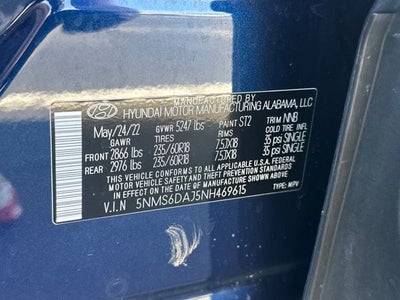 MANUFACTURED BY
HYUNDAI MOTOR MANUFACTURING ALABAMA, LLC
May/24/22 GVWR 5247 lbs PAINT ST2 TRIM NNB
GAWR TIRES RIMS COLD TIRE INF. PRES.
FRONT 2866 lbs 235/60R18 7.5JX18 35 psi SINGLE
REAR 2976 lbs 235/60R18 7.5JX18 35 psi SINGLE
THIS VEHICLE CONFORMS TO ALL APPLICABLE U.S.A. FEDERAL
MOTOR VEHICLE SAFETY AND BUMPER STANDARDS
IN EFFECT ON THE DATE OF MANUFACTURE SHOWN ABOVE.
V.I.N 5NMS6DAJ5NH469615 TYPE: MPV